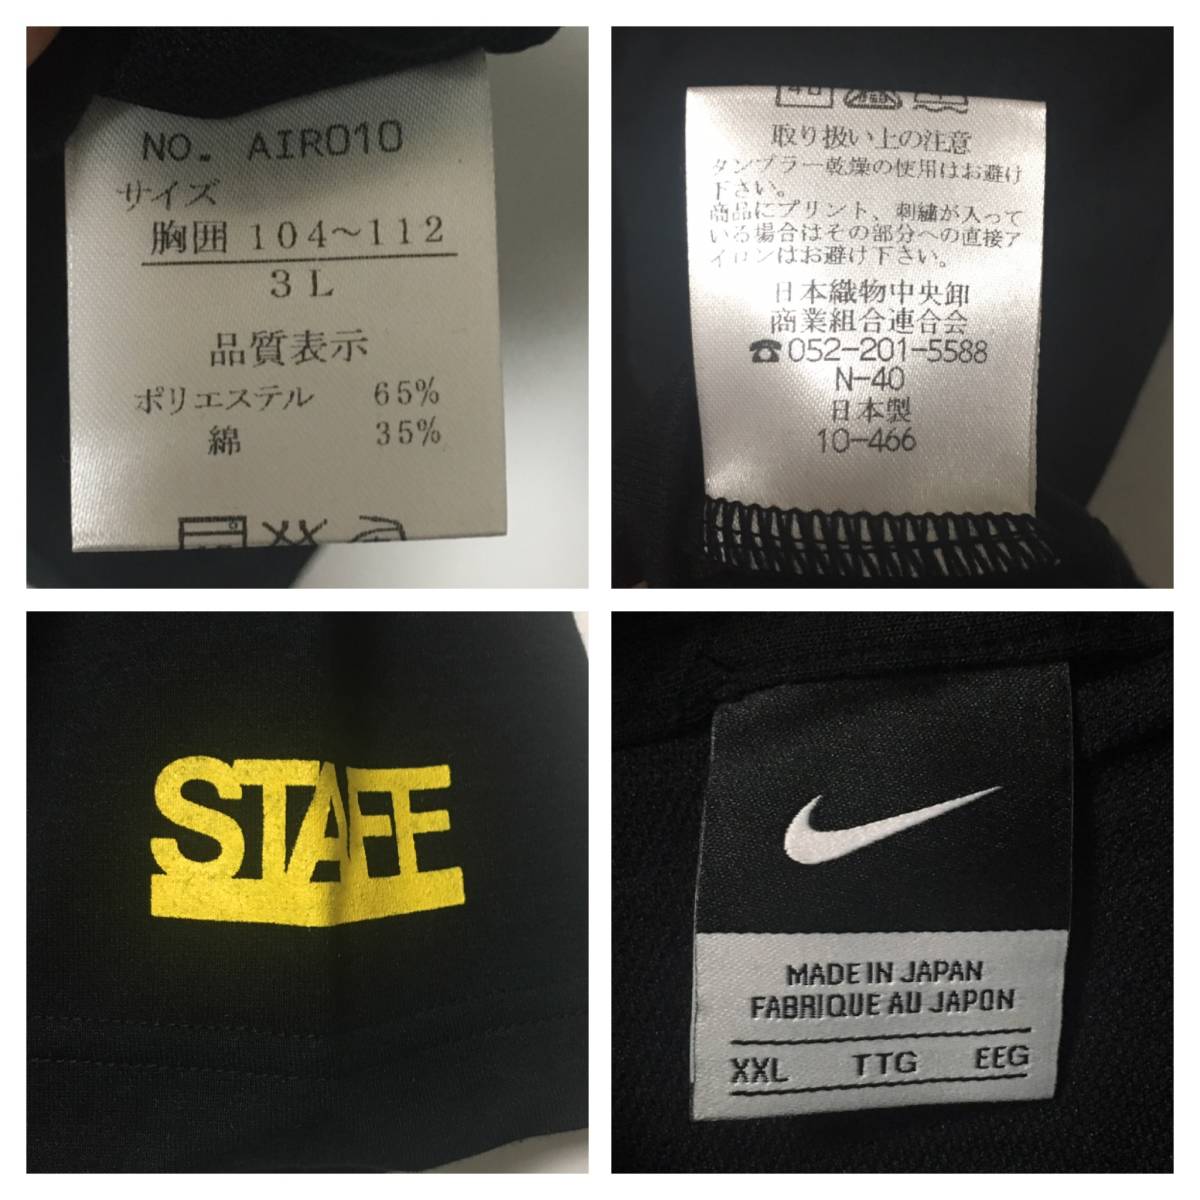 NO. AIR010
サイズ
胸囲 104～112
3L
品質表示
ポリエステル 65%
綿 35%
取り扱い上の注意
タンブラー乾燥の使用はお避け
下さい。
商品にプリント、刺繍が入って
いる場合はその部分への直接ア
イロンはお避け下さい。
日本織物中央卸
商業組合連合会
☎052-201-5588
N-40
日本製
10-466
STAFF
MADE IN JAPAN
FABRIQUE AU JAPON
XXL TTG EEG